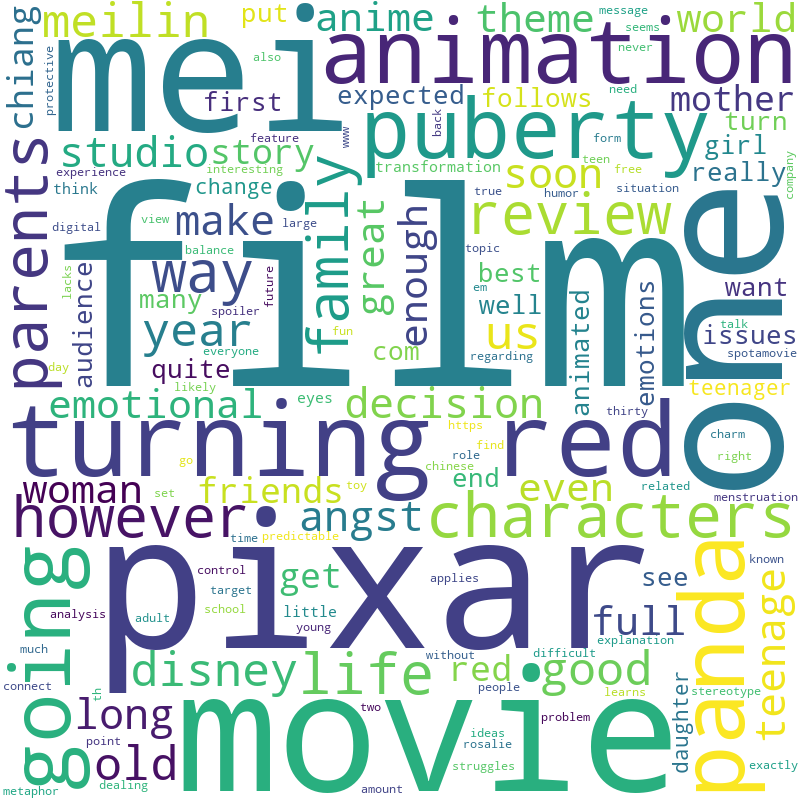 meilin put anime theme message world
chiang mei animation seems
protective also never
first expected follows need mother
feature www back puberty form turn
studio story girl
experience interesting transformation teen free really
think change soon true humor situation company
parents digital view make large family great enough review one
balance topic
lacks audience way future best em emotions want
many spoiler us well animated issues
year fun com talk
day quite everyone film regarding spotamovie
likely eyes teenager
emotional decision thirty
turning red https charm
go role find right
woman set friends toy chinese end even related menstruation
however time predictable angst characters
going pixar control get applies see panda known
analysis target teenage
adult school little full
much young explanation
connect disney life without red difficult good daughter
th people learns stereotype
long movie two problem
point old ideas
rosalie
metaphor dealing struggles exactly
amount